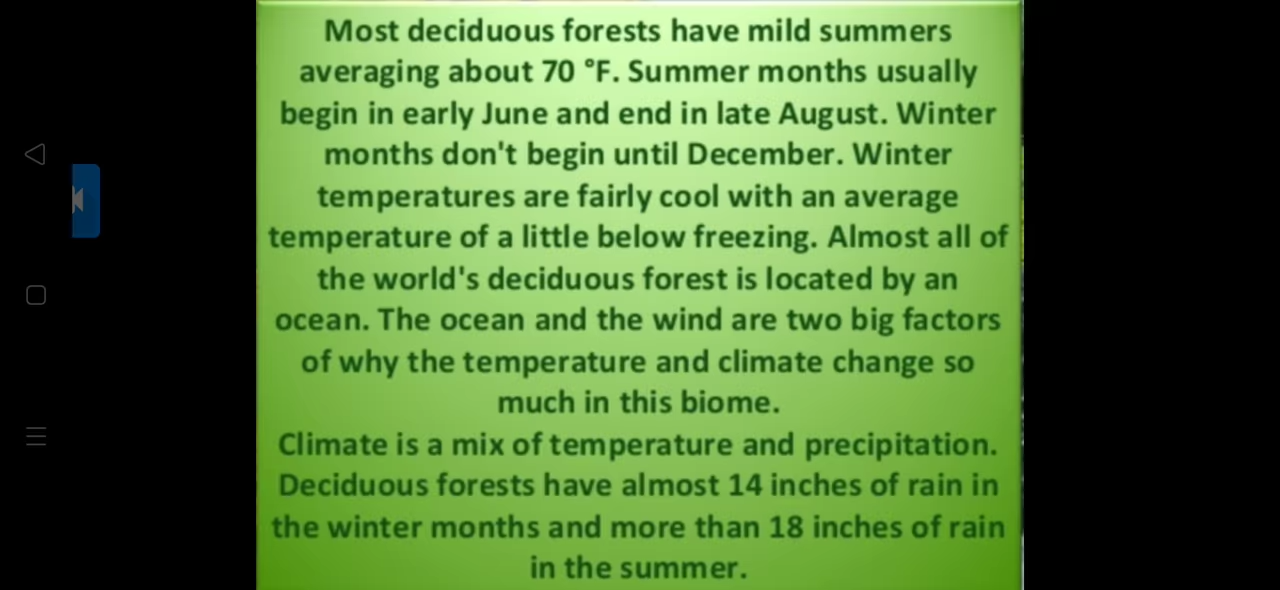 Most deciduous forests have mild summers
averaging about 70 °F. Summer months usually
begin in early June and end in late August. Winter
months don't begin until December. Winter
temperatures are fairly cool with an average
temperature of a little below freezing. Almost all of
the world's deciduous forest is located by an
ocean. The ocean and the wind are two big factors
of why the temperature and climate change so
much in this biome.
Climate is a mix of temperature and precipitation.
Deciduous forests have almost 14 inches of rain in
the winter months and more than 18 inches of rain
in the summer.